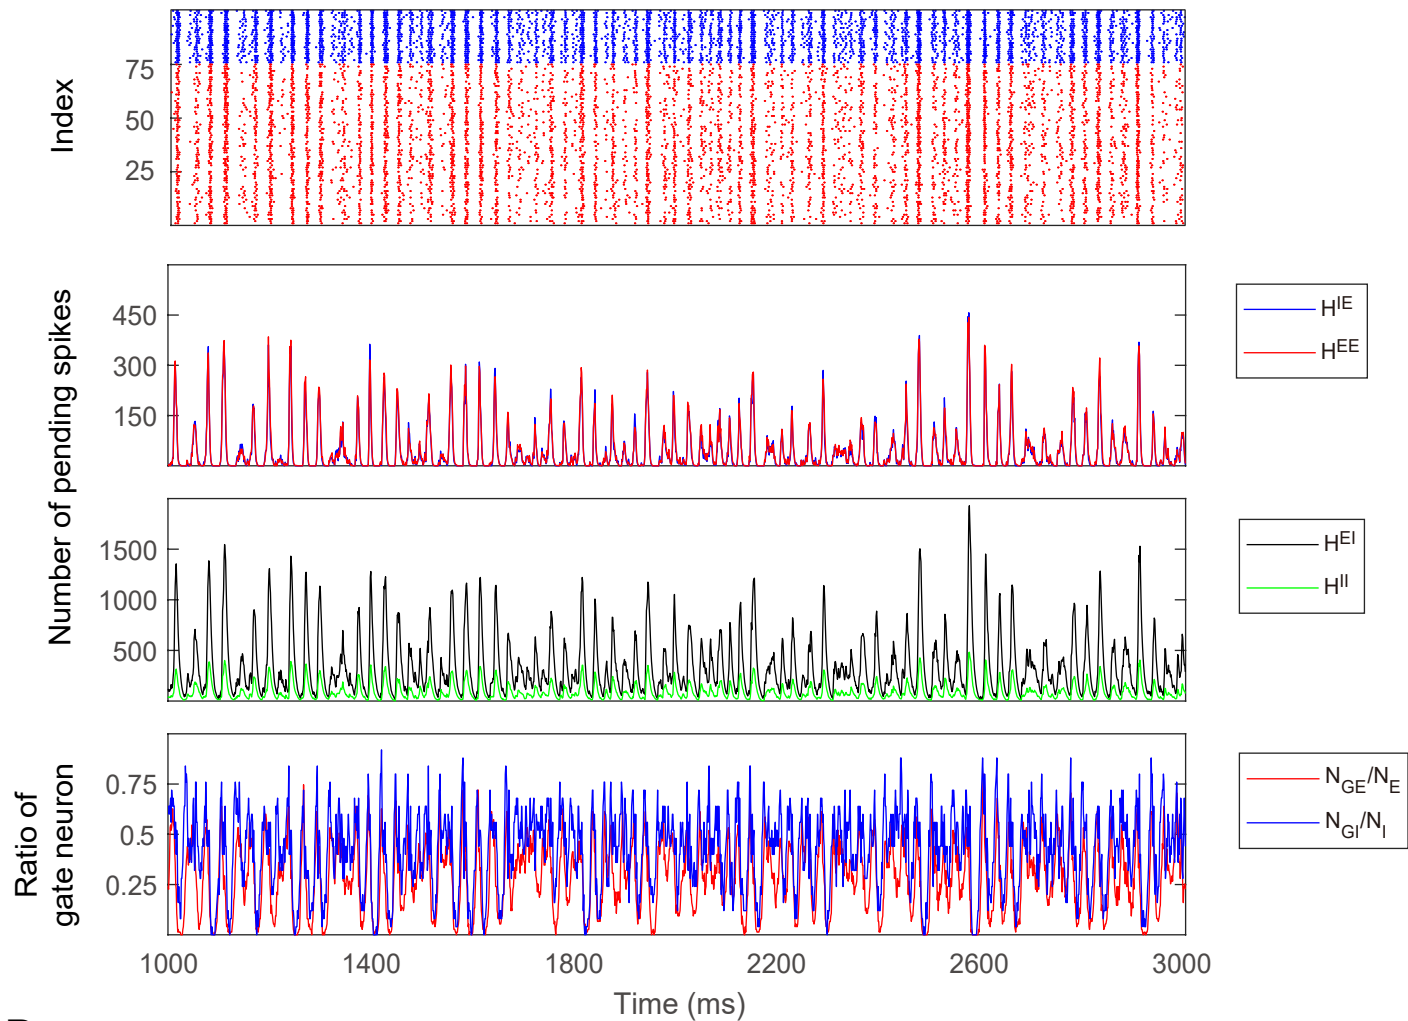 Index
75
50
25
Number of pending spikes
450
300
150
H^IE
H^EE
1500
1000
500
H^EI
H^II
Ratio of
gate neuron
0.75
0.5
0.25
N_GE/N_E
N_GI/N_I
1000 1400 1800 2200 2600 3000
Time (ms)